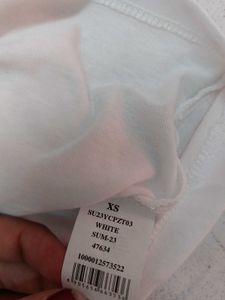 XS
SU23YCPZT03
WHITE
SUM-23
47634
1000012573522